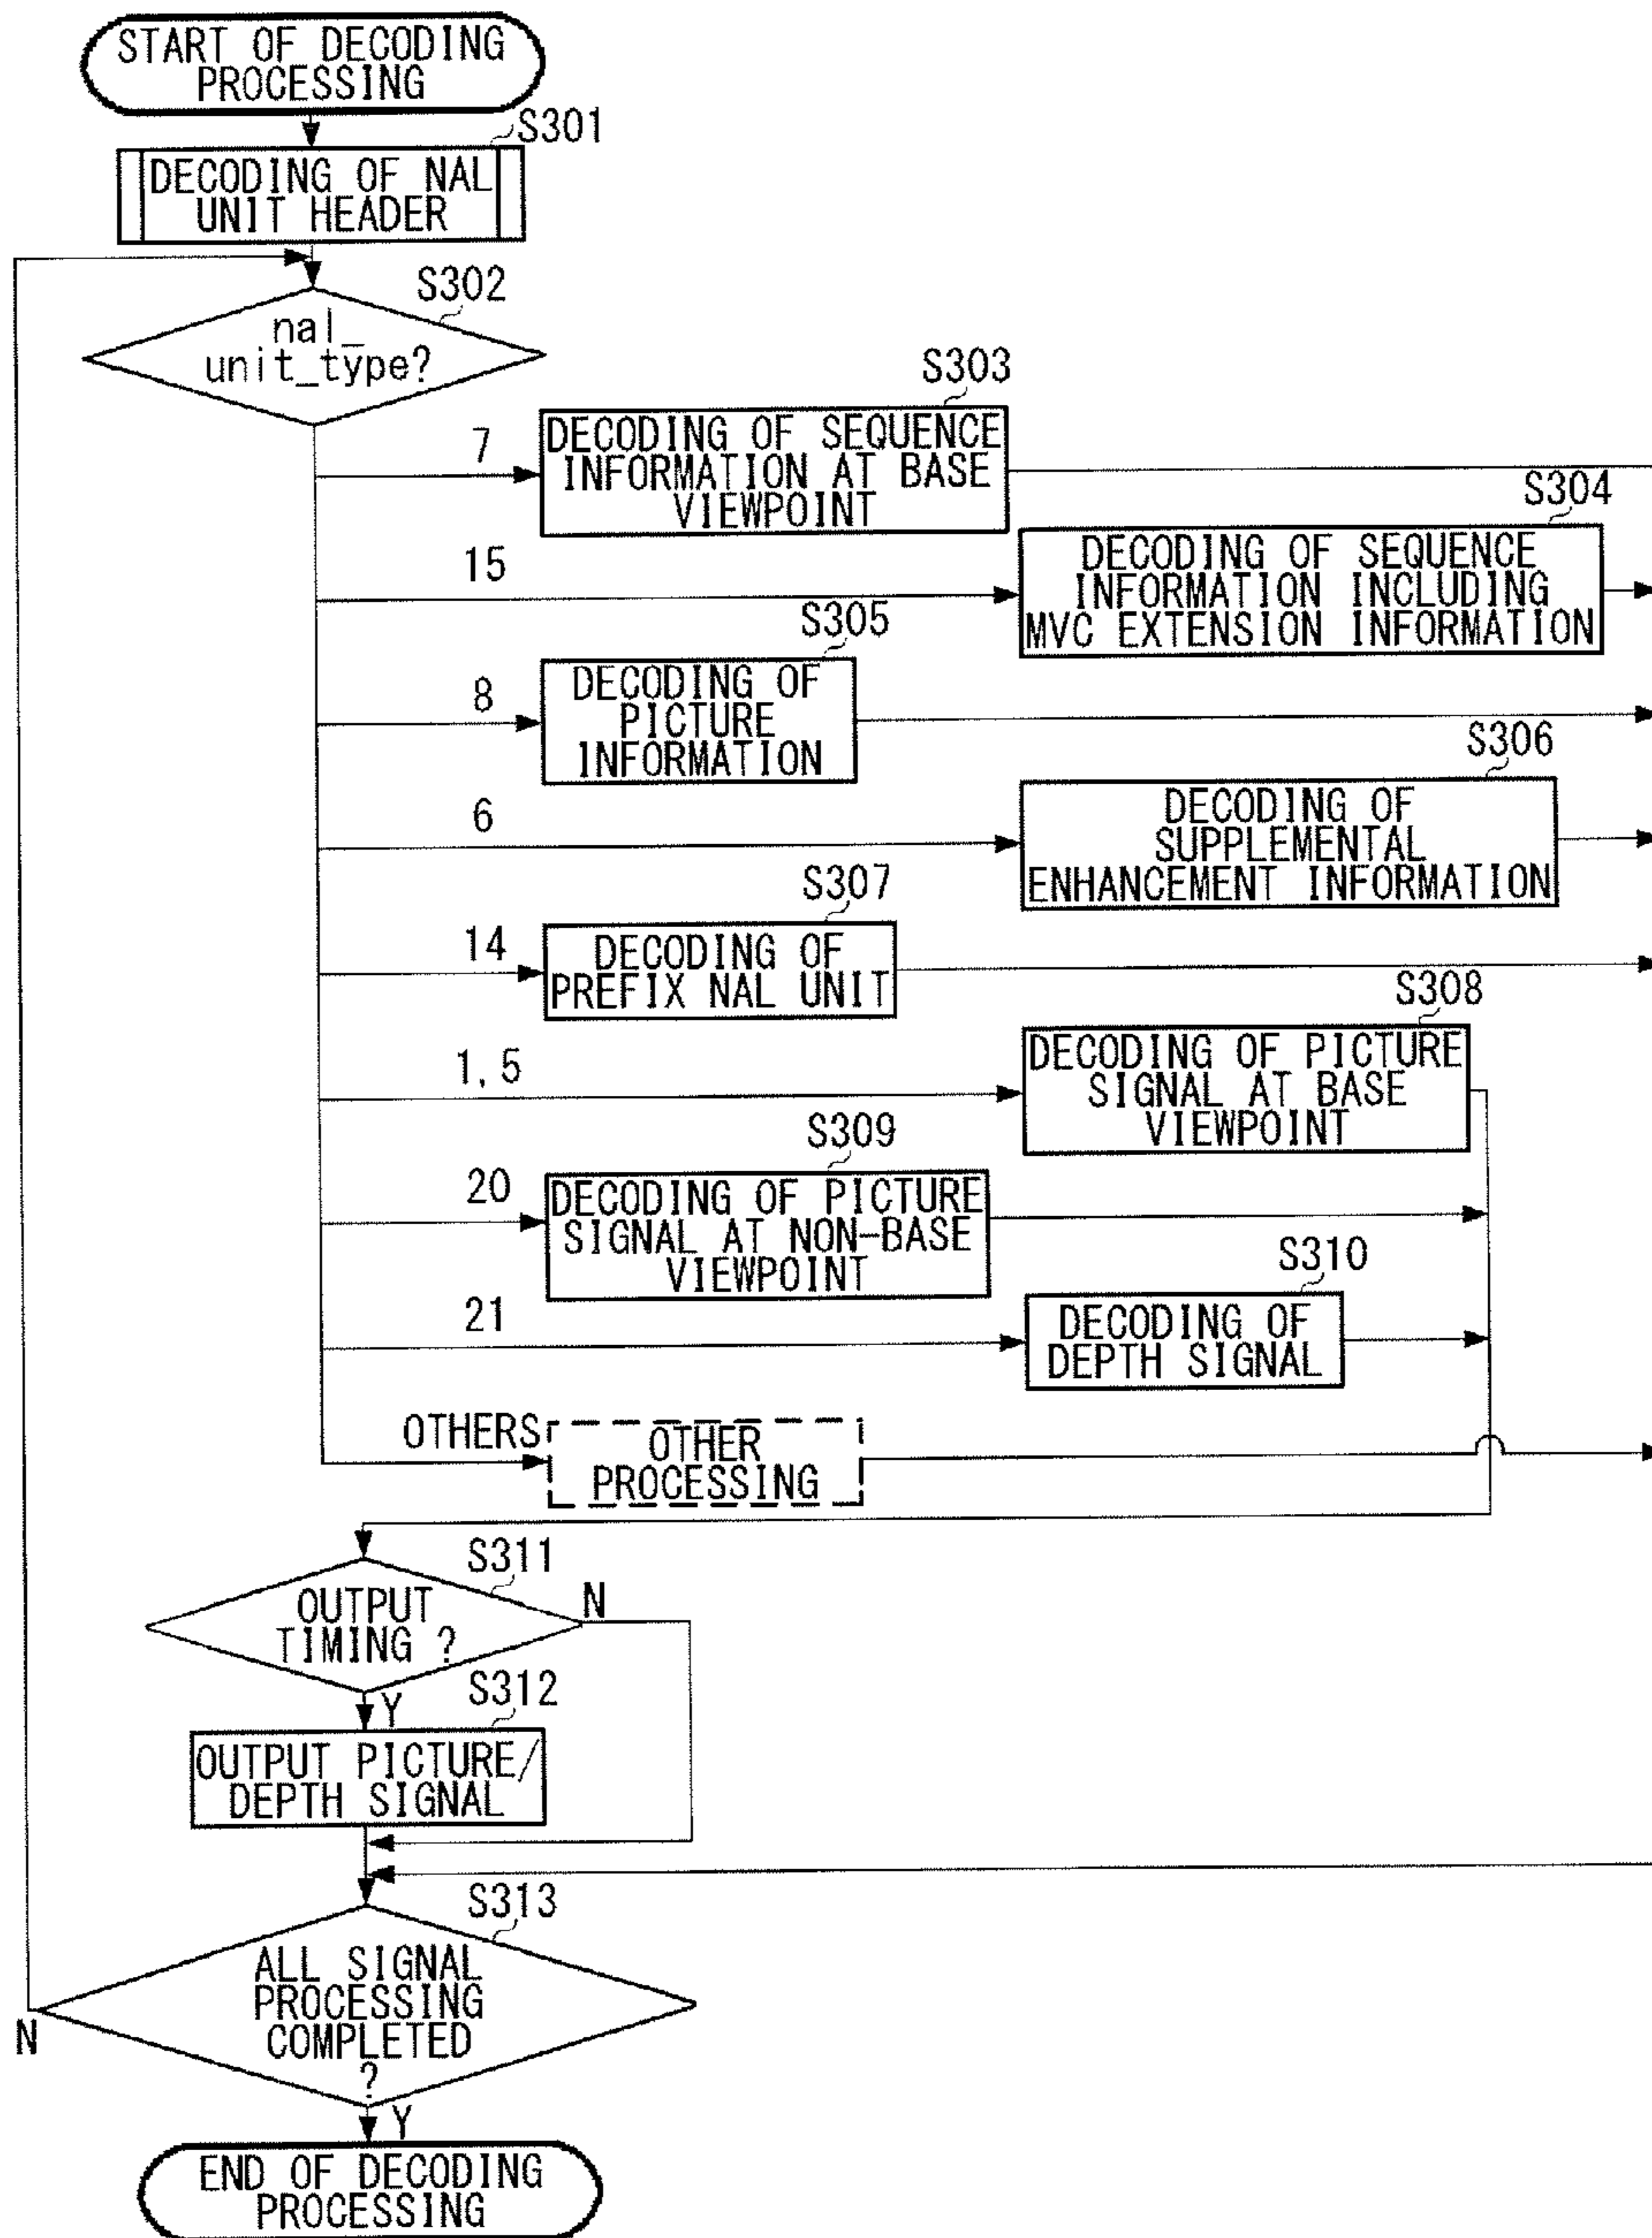 START OF DECODING
PROCESSING
S301
DECODING OF NAL
UNIT HEADER
S302
nal_
unit_type?
S303
7
DECODING OF SEQUENCE
INFORMATION AT BASE
VIEWPOINT
S304
15
DECODING OF SEQUENCE
INFORMATION INCLUDING
MVC EXTENSION INFORMATION
S305
8
DECODING OF
PICTURE
INFORMATION
S306
6
DECODING OF
SUPPLEMENTAL
ENHANCEMENT INFORMATION
S307
14
DECODING OF
PREFIX NAL UNIT
S308
1, 5
DECODING OF PICTURE
SIGNAL AT BASE
VIEWPOINT
S309
20
DECODING OF PICTURE
SIGNAL AT NON-BASE
VIEWPOINT
S310
21
DECODING OF
DEPTH SIGNAL
OTHERS
OTHER
PROCESSING
S311
OUTPUT
TIMING ?
N
S312
Y
OUTPUT PICTURE/
DEPTH SIGNAL
S313
ALL SIGNAL
PROCESSING
COMPLETED
?
N
Y
END OF DECODING
PROCESSING